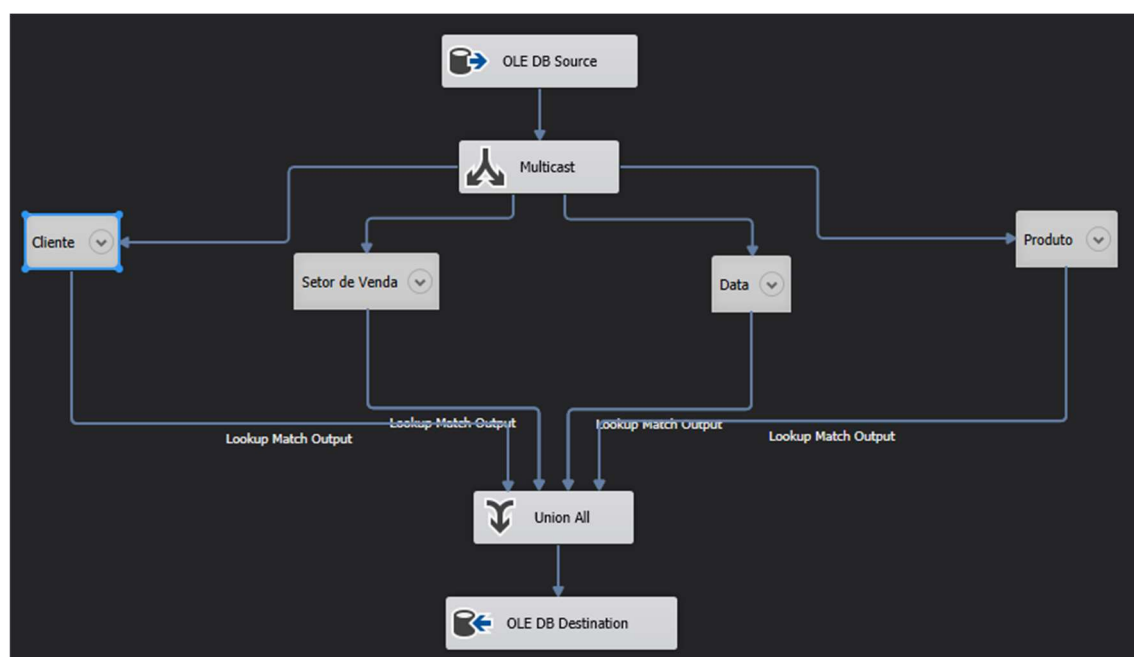 OLE DB Source
Multicast
Cliente
Setor de Venda
Data
Produto
Lookup Match Output
Lookup Match Output
Lookup Match Output
Lookup Match Output
Union All
OLE DB Destination